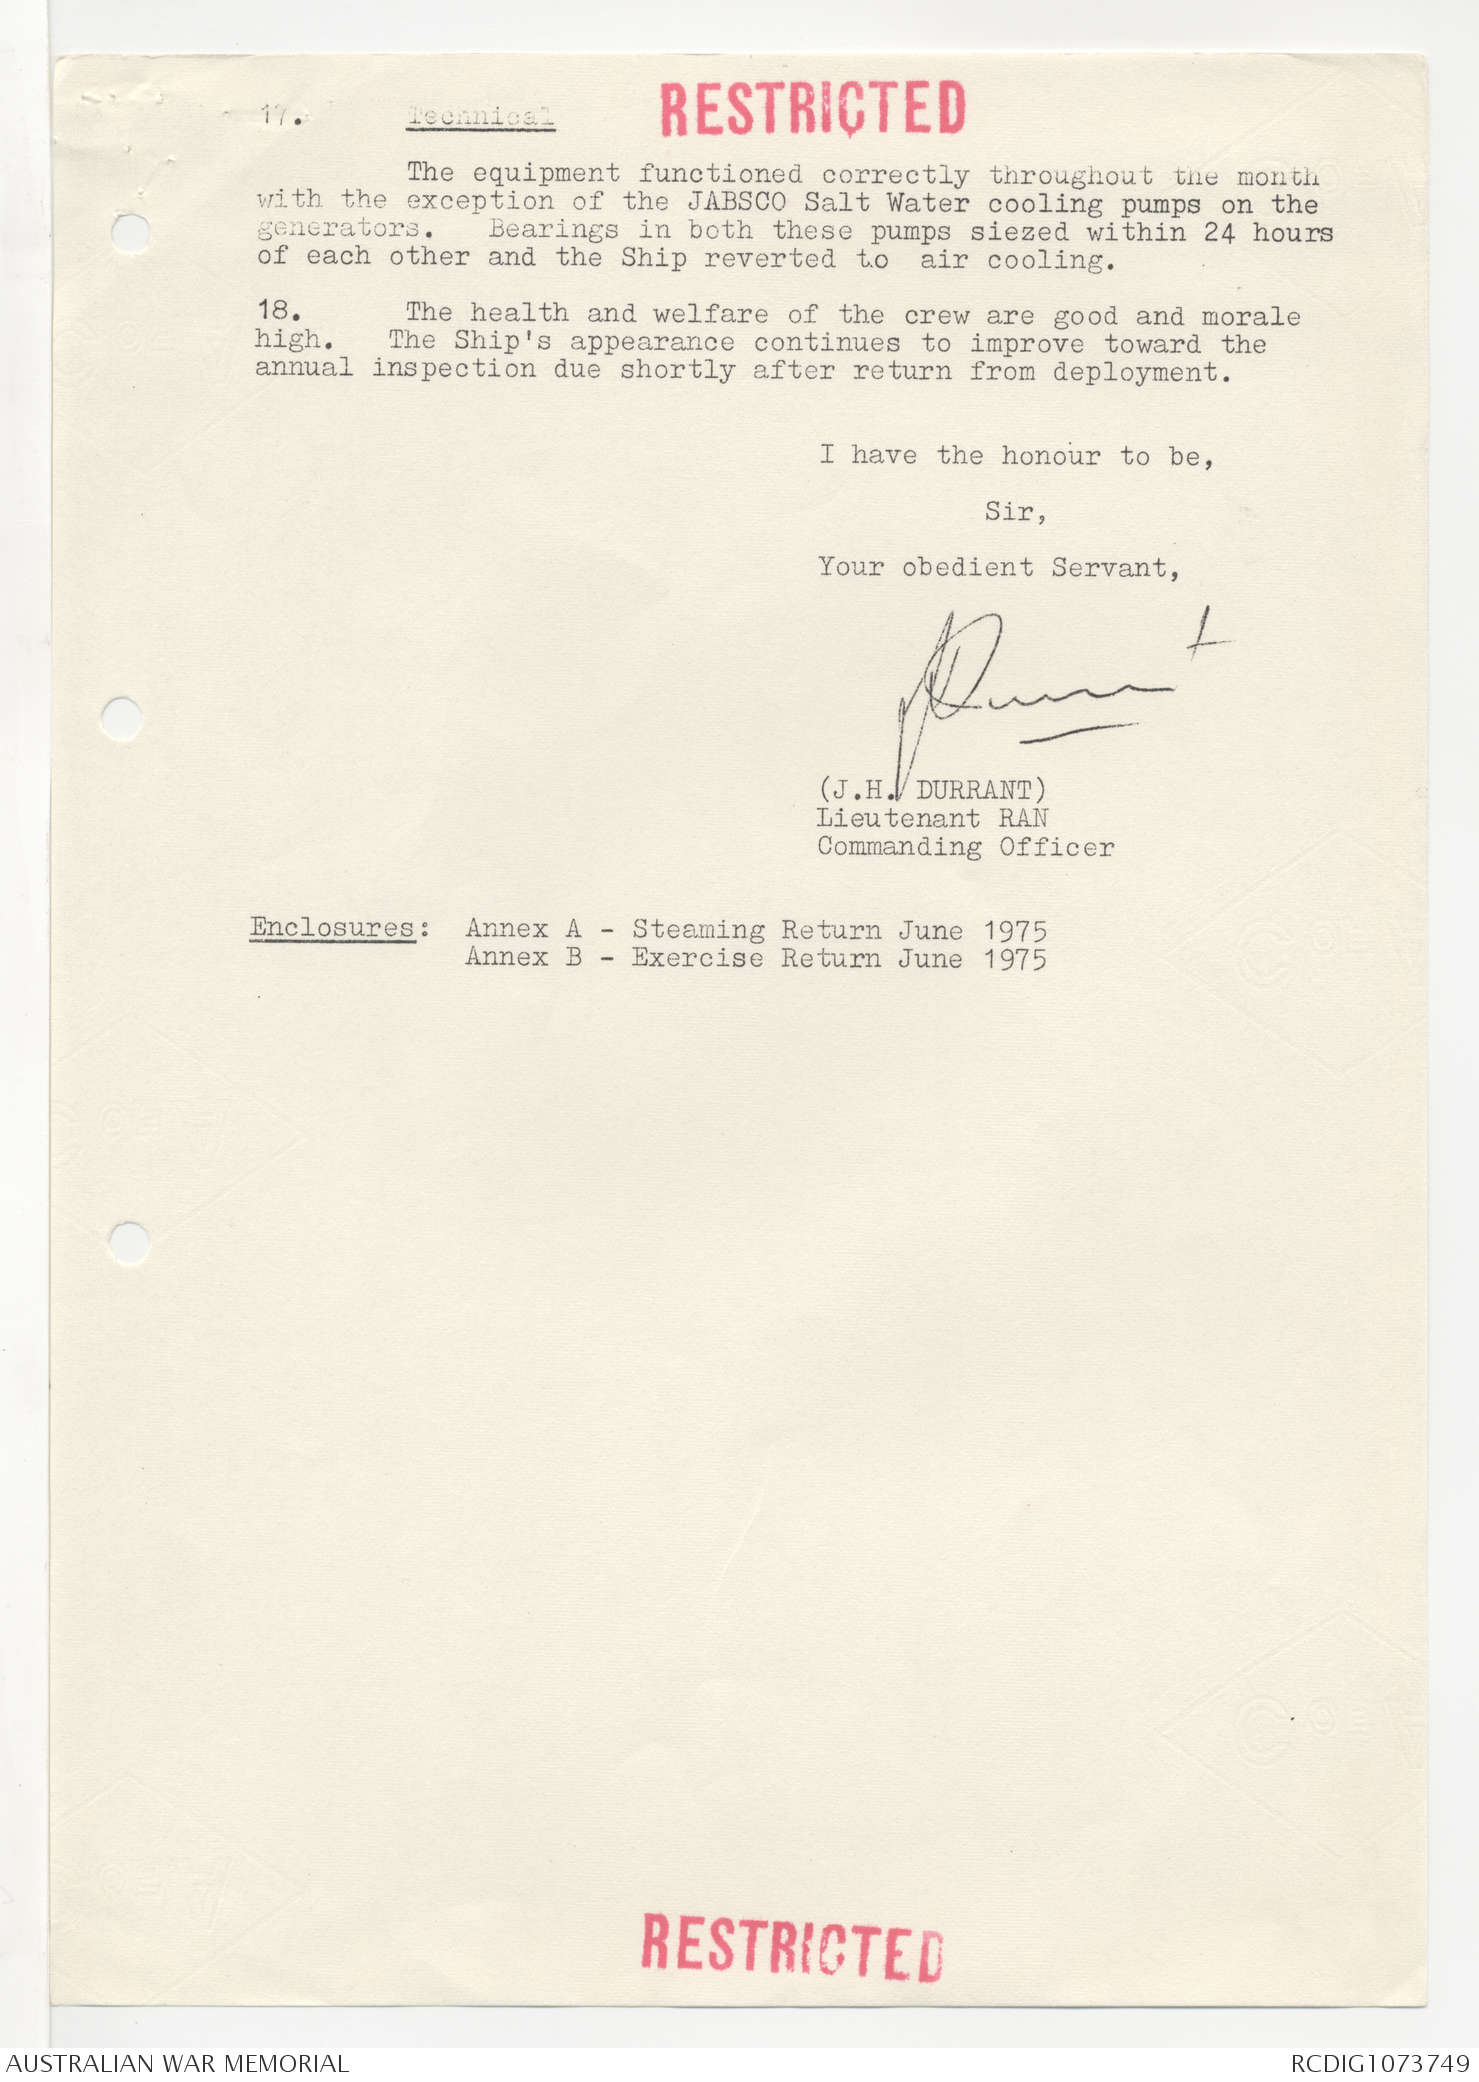 RESTRICTED
17. Technical
The equipment functioned correctly throughout the month
with the exception of the JABSCO Salt Water cooling pumps on the
generators. Bearings in both these pumps siezed within 24 hours
of each other and the Ship reverted to air cooling.
18. The health and welfare of the crew are good and morale
high. The Ship's appearance continues to improve toward the
annual inspection due shortly after return from deployment.
I have the honour to be,
Sir,
Your obedient Servant,
(J.H. DURRANT)
Lieutenant RAN
Commanding Officer
Enclosures: Annex A - Steaming Return June 1975
Annex B - Exercise Return June 1975
RESTRICTED
AUSTRALIAN WAR MEMORIAL
RCDIG1073749